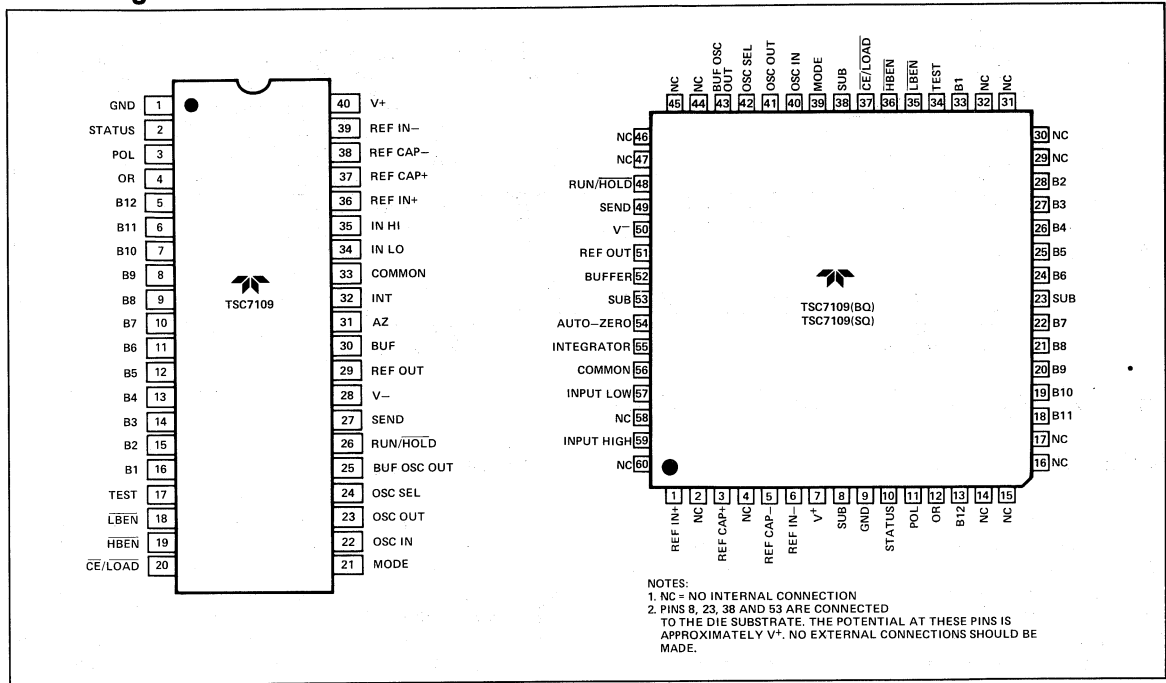 GND 1
STATUS 2
POL 3
OR 4
B12 5
B11 6
B10 7
B9 8
B8 9
B7 10
B6 11
B5 12
B4 13
B3 14
B2 15
B1 16
TEST 17
L̅B̅E̅N̅ 18
H̅B̅E̅N̅ 19
C̅E̅/L̅O̅A̅D̅ 20
TSC7109
40 V+
39 REF IN−
38 REF CAP−
37 REF CAP+
36 REF IN+
35 IN HI
34 IN LO
33 COMMON
32 INT
31 AZ
30 BUF
29 REF OUT
28 V−
27 SEND
26 RUN/H̅O̅L̅D̅
25 BUF OSC OUT
24 OSC SEL
23 OSC OUT
22 OSC IN
21 MODE
NC 45
NC 44
BUF OSC OUT 43
OSC SEL 42
OSC OUT 41
OSC IN 40
MODE 39
SUB 38
C̅E̅/L̅O̅A̅D̅ 37
H̅B̅E̅N̅ 36
L̅B̅E̅N̅ 35
TEST 34
B1 33
NC 32
NC 31
NC 46
NC 47
RUN/H̅O̅L̅D̅ 48
SEND 49
V− 50
REF OUT 51
BUFFER 52
SUB 53
AUTO−ZERO 54
INTEGRATOR 55
COMMON 56
INPUT LOW 57
NC 58
INPUT HIGH 59
NC 60
TSC7109(BQ)
TSC7109(SQ)
30 NC
29 NC
28 B2
27 B3
26 B4
25 B5
24 B6
23 SUB
22 B7
21 B8
20 B9
19 B10
18 B11
17 NC
16 NC
1 REF IN+
2 NC
3 REF CAP+
4 NC
5 REF CAP−
6 REF IN−
7 V+
8 SUB
9 GND
10 STATUS
11 POL
12 OR
13 B12
14 NC
15 NC
NOTES:
1. NC = NO INTERNAL CONNECTION
2. PINS 8, 23, 38 AND 53 ARE CONNECTED
TO THE DIE SUBSTRATE. THE POTENTIAL AT THESE PINS IS
APPROXIMATELY V+. NO EXTERNAL CONNECTIONS SHOULD BE
MADE.